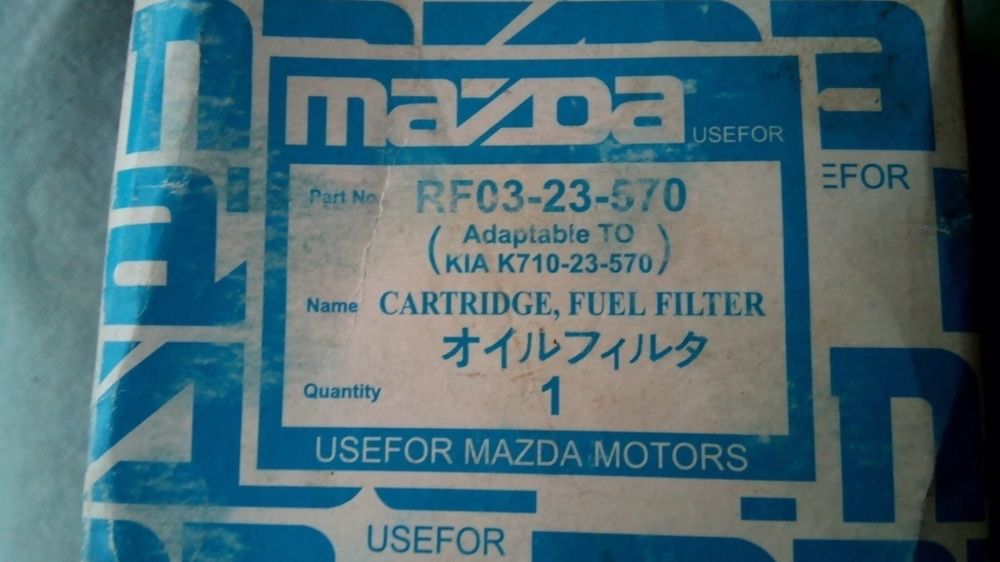 mazda USEFOR
EFOR
Part No RF03-23-570
(Adaptable TO
KIA K710-23-570)
Name CARTRIDGE, FUEL FILTER
オイルフィルタ
Quantity 1
USEFOR MAZDA MOTORS
USEFOR